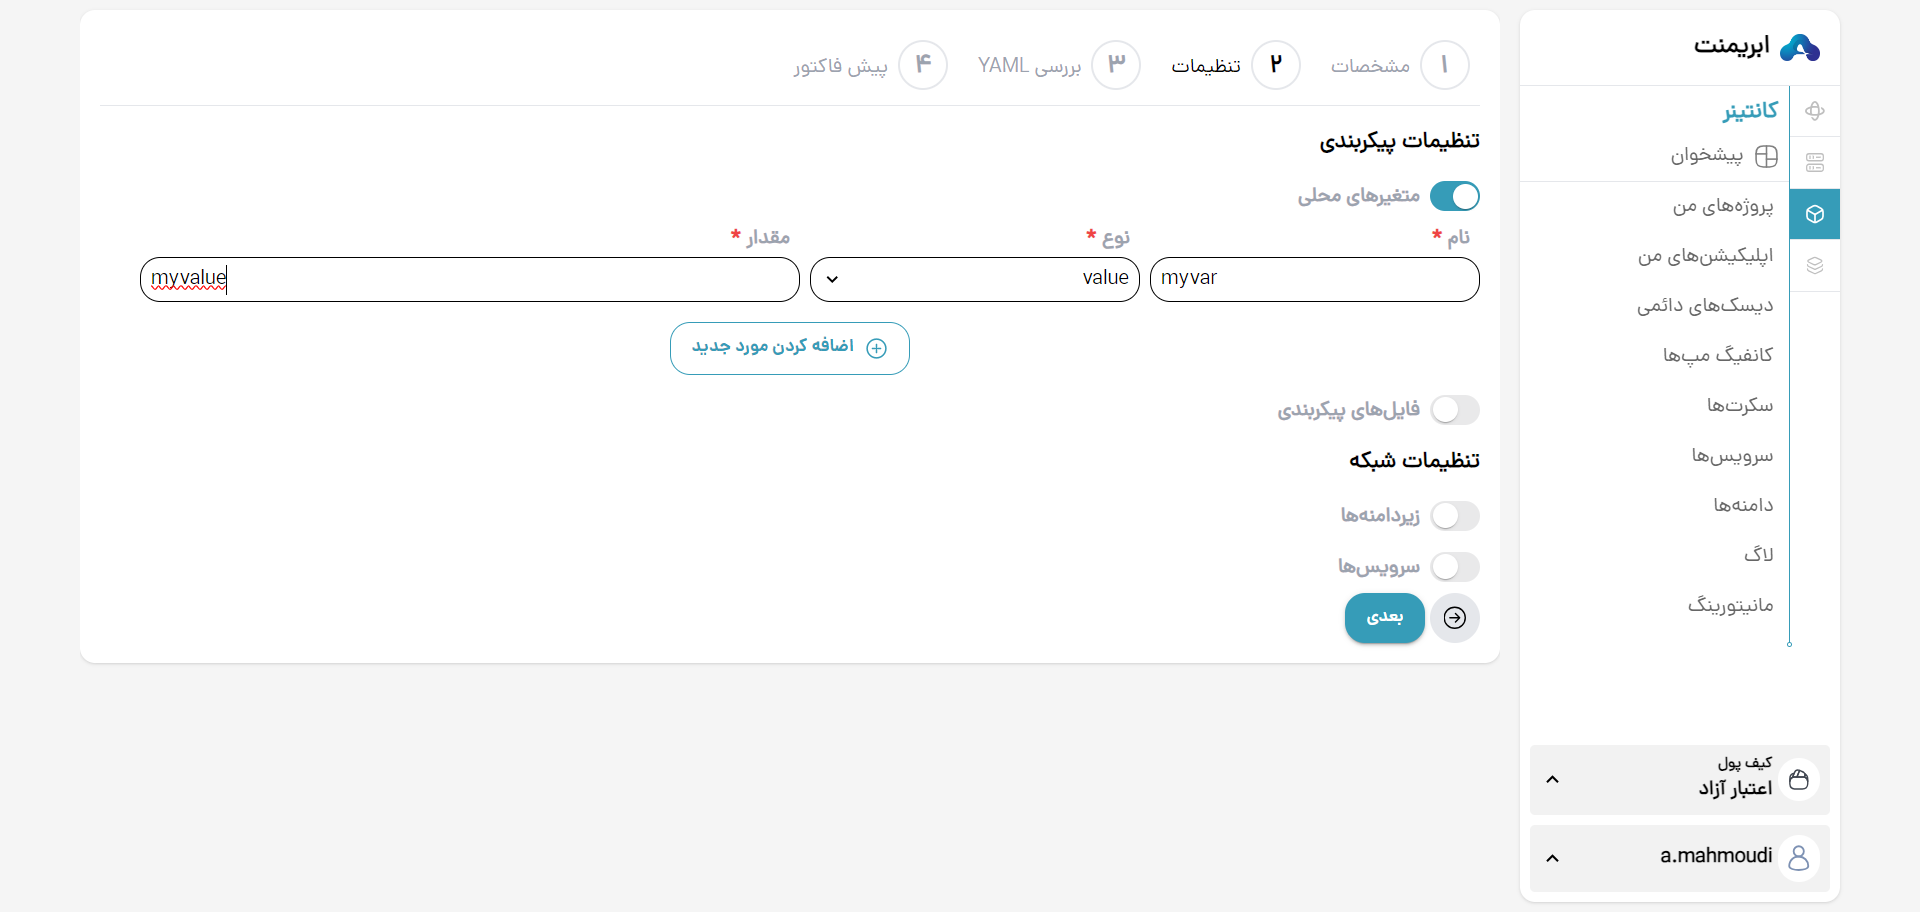 ابریمنت
کانتینر
پیشخوان
پروژه‌های من
اپلیکیشن‌های من
دیسک‌های دائمی
کانفیگ مپ‌ها
سکرت‌ها
سرویس‌ها
دامنه‌ها
لاگ
مانیتورینگ
کیف پول
اعتبار آزاد
a.mahmoudi
۱ مشخصات ۲ تنظیمات ۳ بررسی YAML ۴ پیش فاکتور
تنظیمات پیکربندی
متغیرهای محلی
نام * نوع * مقدار *
myvar value myvalue
اضافه کردن مورد جدید
فایل‌های پیکربندی
تنظیمات شبکه
زیردامنه‌ها
سرویس‌ها
بعدی